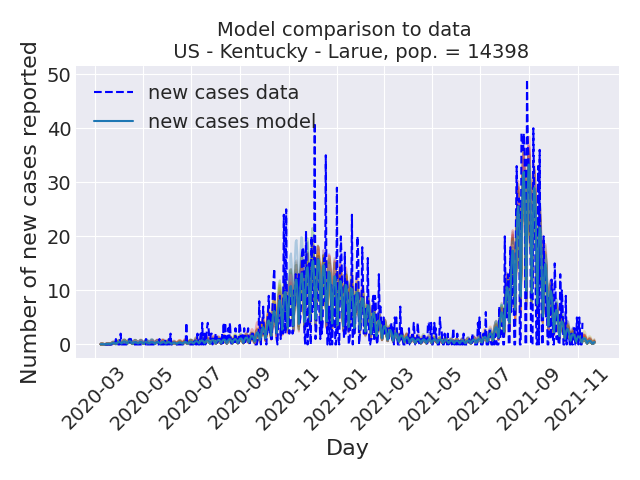 Model comparison to data
US - Kentucky - Larue, pop. = 14398
Number of new cases reported
50
40
30
20
10
0
new cases data
new cases model
2020-03
2020-05
2020-07
2020-09
2020-11
2021-01
2021-03
2021-05
2021-07
2021-09
2021-11
Day